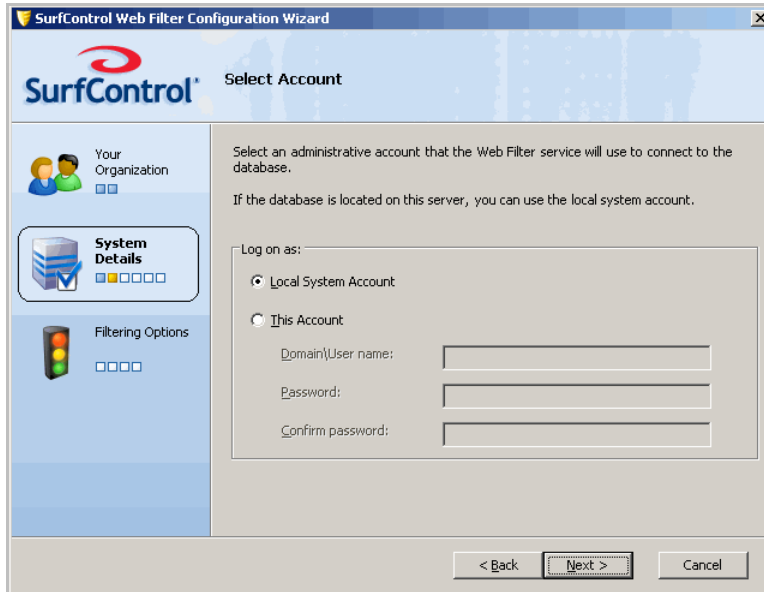 SurfControl Web Filter Configuration Wizard
SurfControl
Select Account
Your
Organization
System
Details
Filtering Options
Select an administrative account that the Web Filter service will use to connect to the
database.
If the database is located on this server, you can use the local system account.
Log on as:
Local System Account
This Account
Domain\User name:
Password:
Confirm password:
< Back
Next >
Cancel